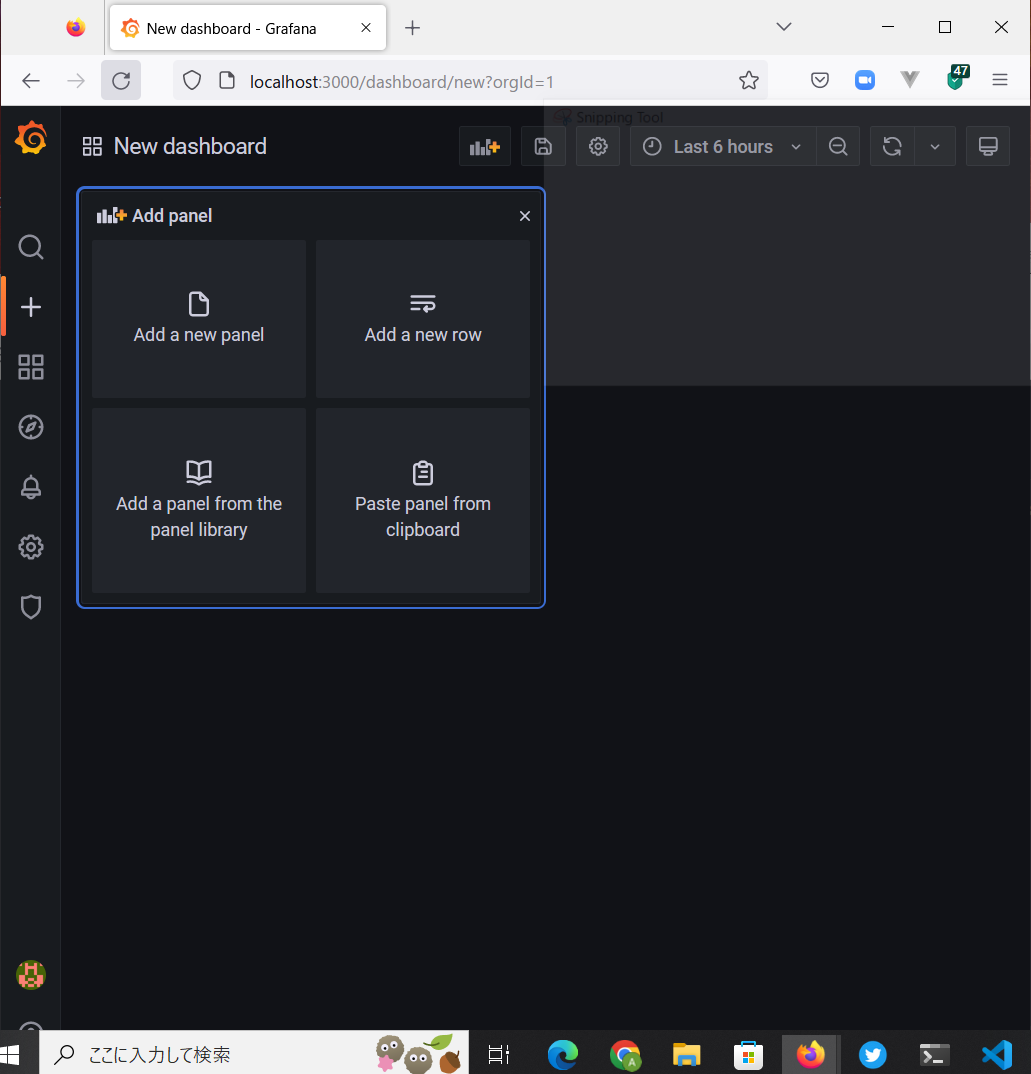 New dashboard - Grafana
localhost:3000/dashboard/new?orgId=1
47
Snipping Tool
New dashboard
Last 6 hours
Add panel
Add a new panel
Add a new row
Add a panel from the
panel library
Paste panel from
clipboard
ここに入力して検索
A